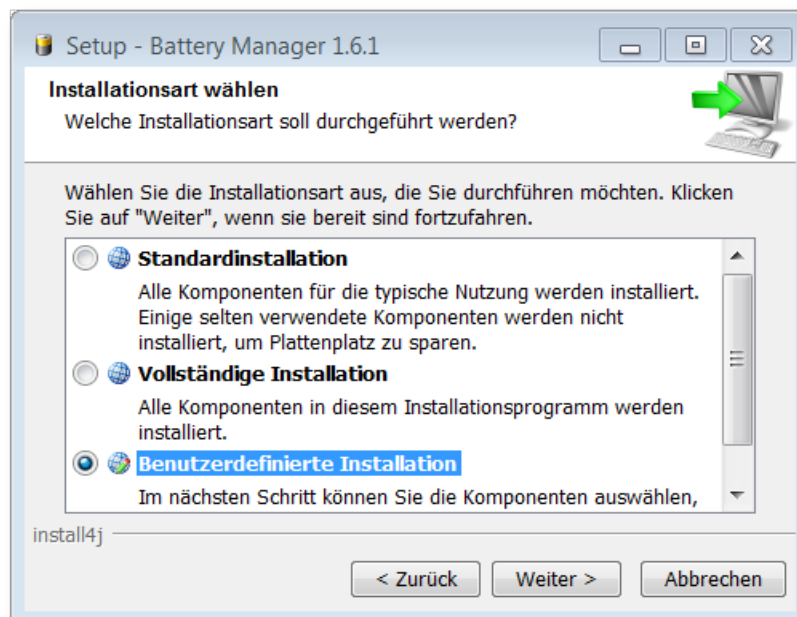 Setup - Battery Manager 1.6.1
Installationsart wählen
Welche Installationsart soll durchgeführt werden?
Wählen Sie die Installationsart aus, die Sie durchführen möchten. Klicken
Sie auf "Weiter", wenn sie bereit sind fortzufahren.
Standardinstallation
Alle Komponenten für die typische Nutzung werden installiert.
Einige selten verwendete Komponenten werden nicht
installiert, um Plattenplatz zu sparen.
Vollständige Installation
Alle Komponenten in diesem Installationsprogramm werden
installiert.
Benutzerdefinierte Installation
Im nächsten Schritt können Sie die Komponenten auswählen,
install4j
< Zurück Weiter > Abbrechen